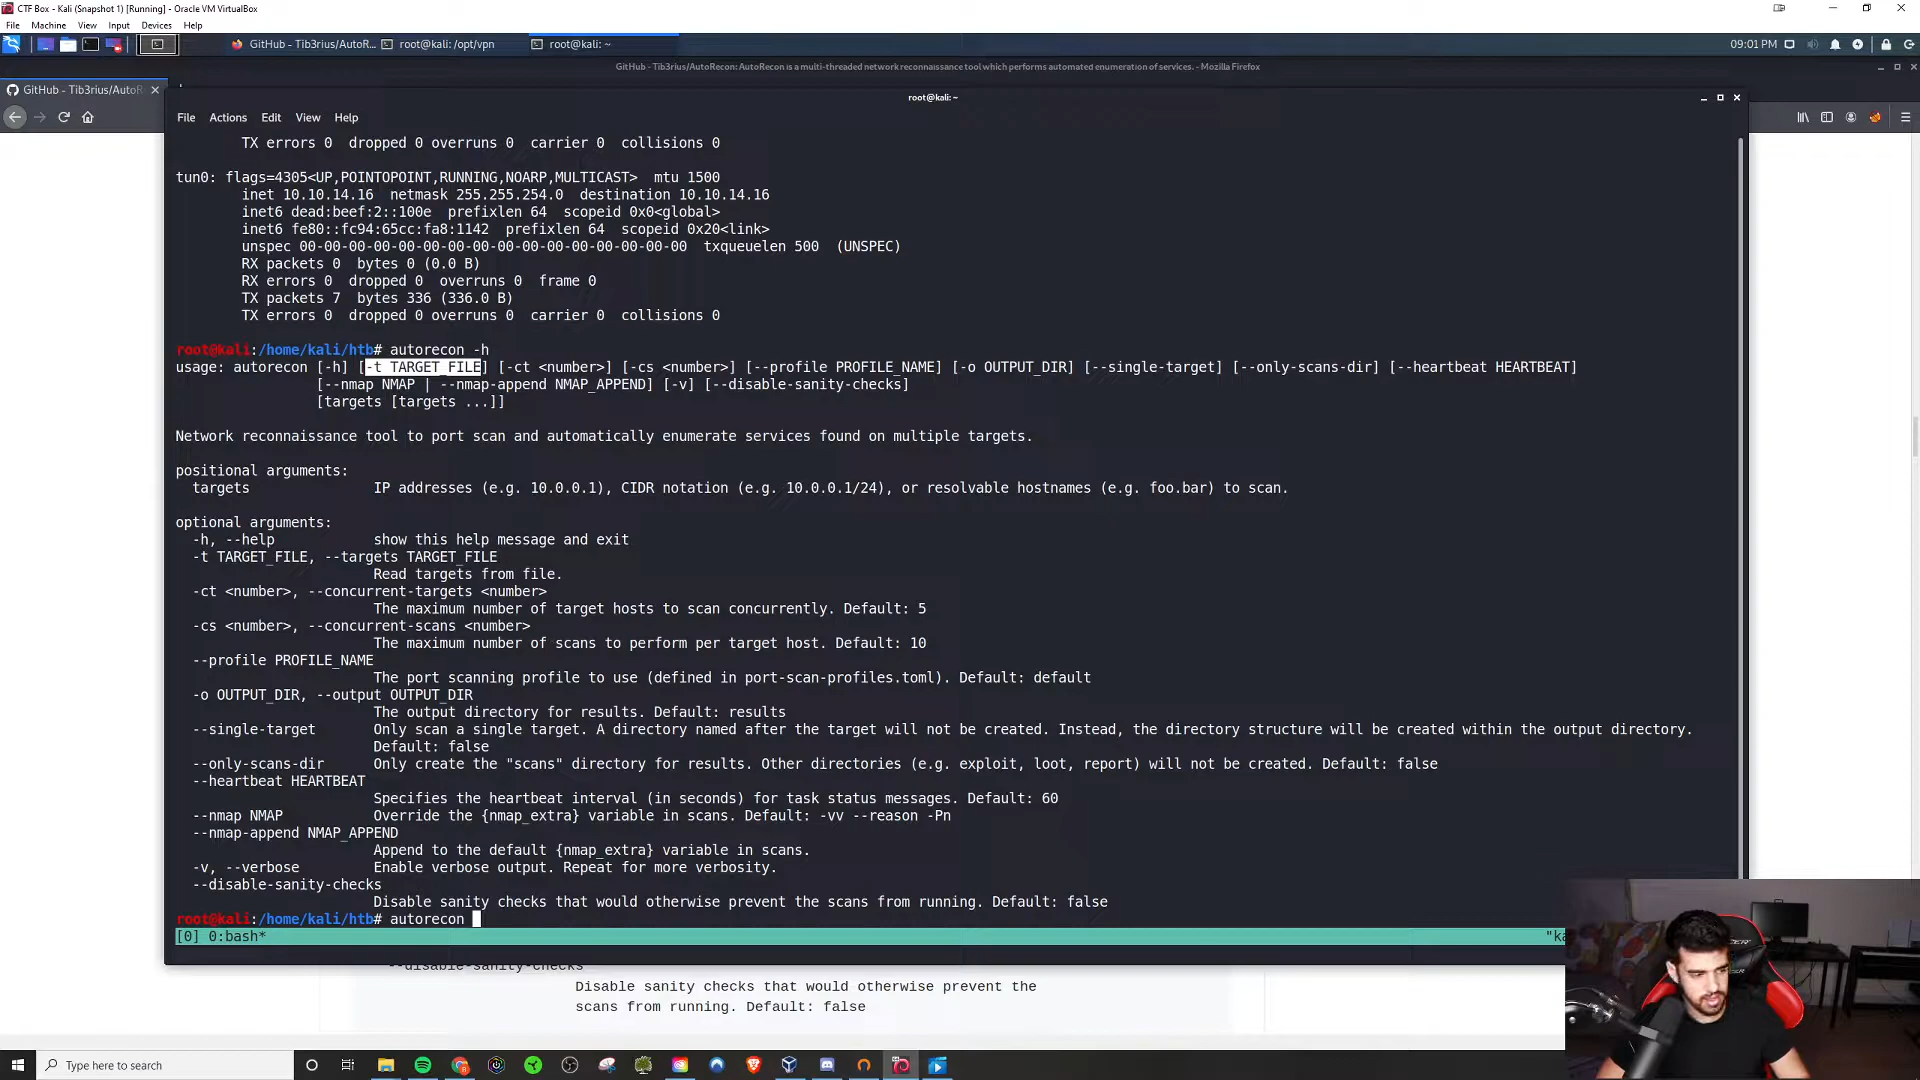 CTF Box - Kali (Snapshot 1) [Running] - Oracle VM VirtualBox
File Machine View Input Devices Help
GitHub - Tib3rius/AutoR... root@kali: /opt/vpn root@kali: ~ 09:01 PM
GitHub - Tib3rius/AutoRecon: AutoRecon is a multi-threaded network reconnaissance tool which performs automated enumeration of services. - Mozilla Firefox
GitHub - Tib3rius/AutoR
root@kali: ~
File Actions Edit View Help
TX errors 0 dropped 0 overruns 0 carrier 0 collisions 0
tun0: flags=4305<UP,POINTOPOINT,RUNNING,NOARP,MULTICAST> mtu 1500
inet 10.10.14.16 netmask 255.255.254.0 destination 10.10.14.16
inet6 dead:beef:2::100e prefixlen 64 scopeid 0x0<global>
inet6 fe80::fc94:65cc:fa8:1142 prefixlen 64 scopeid 0x20<link>
unspec 00-00-00-00-00-00-00-00-00-00-00-00-00-00-00-00 txqueuelen 500 (UNSPEC)
RX packets 0 bytes 0 (0.0 B)
RX errors 0 dropped 0 overruns 0 frame 0
TX packets 7 bytes 336 (336.0 B)
TX errors 0 dropped 0 overruns 0 carrier 0 collisions 0
root@kali:/home/kali/htb# autorecon -h
usage: autorecon [-h] [-t TARGET_FILE] [-ct <number>] [-cs <number>] [--profile PROFILE_NAME] [-o OUTPUT_DIR] [--single-target] [--only-scans-dir] [--heartbeat HEARTBEAT]
[--nmap NMAP | --nmap-append NMAP_APPEND] [-v] [--disable-sanity-checks]
[targets [targets ...]]
Network reconnaissance tool to port scan and automatically enumerate services found on multiple targets.
positional arguments:
targets IP addresses (e.g. 10.0.0.1), CIDR notation (e.g. 10.0.0.1/24), or resolvable hostnames (e.g. foo.bar) to scan.
optional arguments:
-h, --help show this help message and exit
-t TARGET_FILE, --targets TARGET_FILE
Read targets from file.
-ct <number>, --concurrent-targets <number>
The maximum number of target hosts to scan concurrently. Default: 5
-cs <number>, --concurrent-scans <number>
The maximum number of scans to perform per target host. Default: 10
--profile PROFILE_NAME
The port scanning profile to use (defined in port-scan-profiles.toml). Default: default
-o OUTPUT_DIR, --output OUTPUT_DIR
The output directory for results. Default: results
--single-target Only scan a single target. A directory named after the target will not be created. Instead, the directory structure will be created within the output directory.
Default: false
--only-scans-dir Only create the "scans" directory for results. Other directories (e.g. exploit, loot, report) will not be created. Default: false
--heartbeat HEARTBEAT
Specifies the heartbeat interval (in seconds) for task status messages. Default: 60
--nmap NMAP Override the {nmap_extra} variable in scans. Default: -vv --reason -Pn
--nmap-append NMAP_APPEND
Append to the default {nmap_extra} variable in scans.
-v, --verbose Enable verbose output. Repeat for more verbosity.
--disable-sanity-checks
Disable sanity checks that would otherwise prevent the scans from running. Default: false
root@kali:/home/kali/htb# autorecon
[0] 0:bash* "ka
--disable-sanity-checks
Disable sanity checks that would otherwise prevent the
scans from running. Default: false
Type here to search